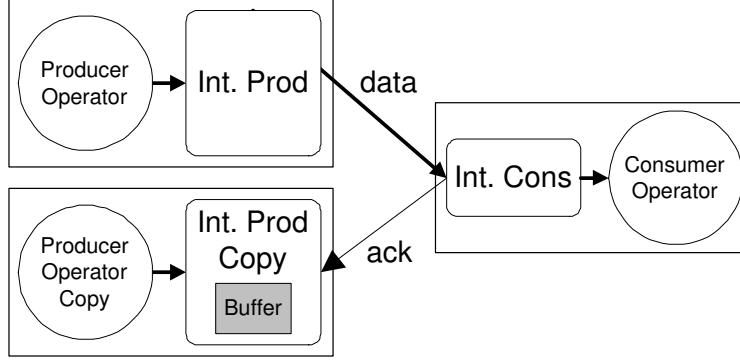 Producer
Operator
Int. Prod
data
Int. Cons
Consumer
Operator
Producer
Operator
Copy
Int. Prod
Copy
Buffer
ack